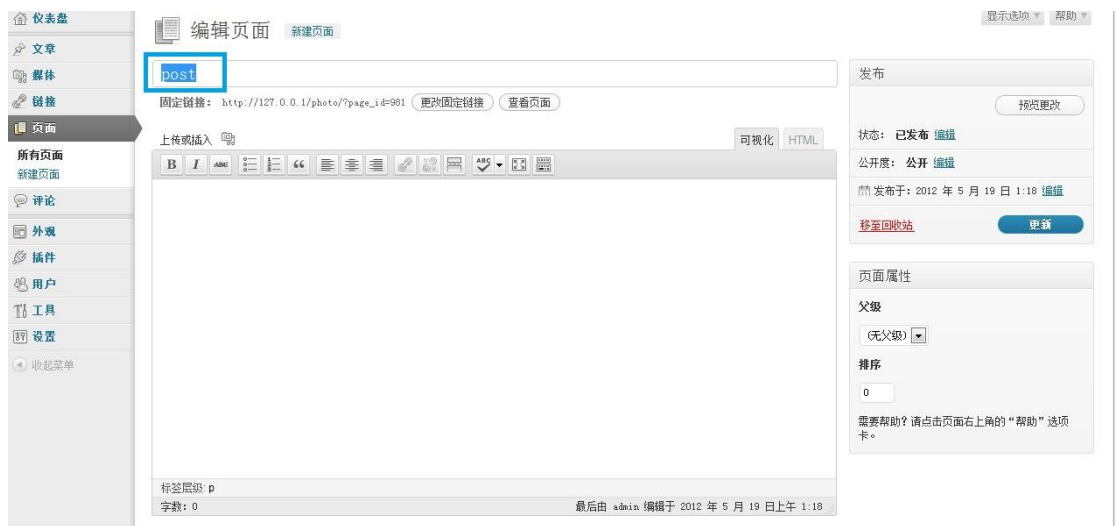 显示选项 帮助
仪表盘
文章
媒体
链接
页面
所有页面
新建页面
评论
外观
插件
用户
工具
设置
收起菜单
编辑页面 新建页面
post
固定链接: http://127.0.0.1/photo/?page_id=981 更改固定链接 查看页面
上传或插入 可视化 HTML
B I ABC ABC
标签层级: p
字数: 0 最后由 admin 编辑于 2012 年 5 月 19 日上午 1:18
发布
预览更改
状态: 已发布 编辑
公开度: 公开 编辑
发布于: 2012 年 5 月 19 日 1:18 编辑
移至回收站 更新
页面属性
父级
(无父级)
排序
0
需要帮助? 请点击页面右上角的“帮助”选项
卡。